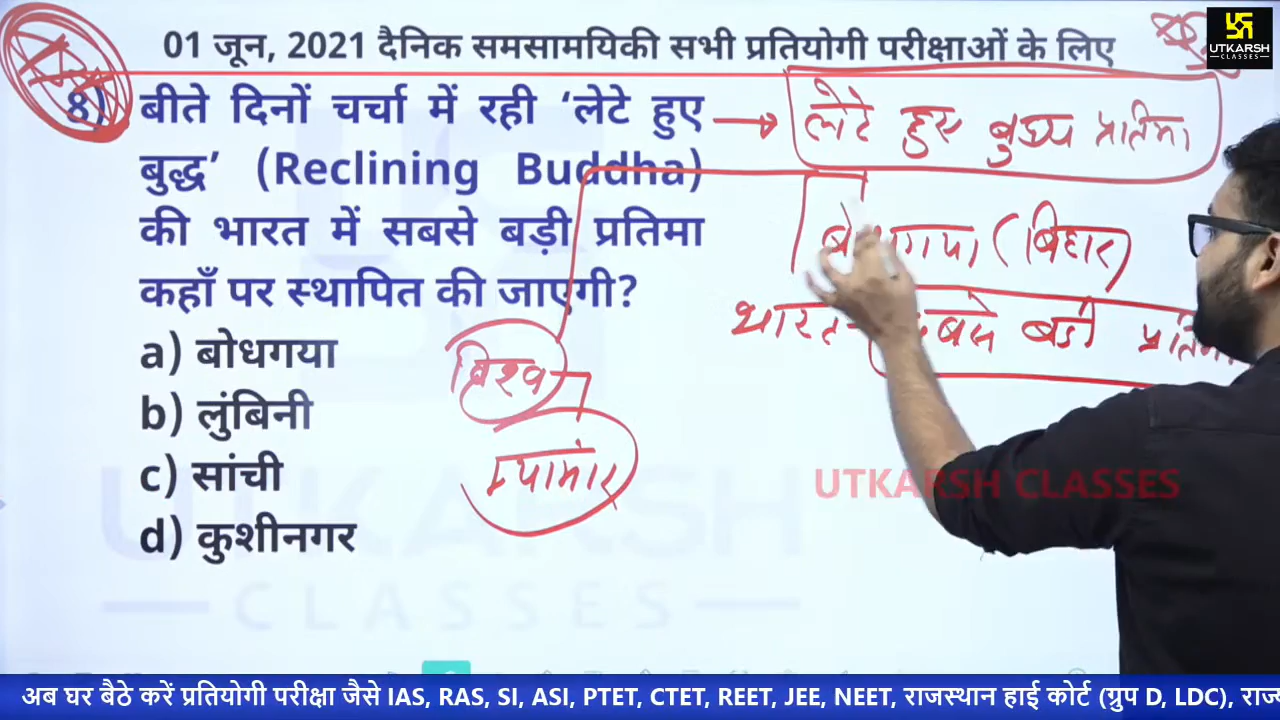 01 जून, 2021 दैनिक समसामयिकी सभी प्रतियोगी परीक्षाओं के लिए
UTKARSH
CLASSES
8) बीते दिनों चर्चा में रही ‘लेटे हुए
बुद्ध’ (Reclining Buddha)
की भारत में सबसे बड़ी प्रतिमा
कहाँ पर स्थापित की जाएगी?
a) बोधगया
b) लुंबिनी
c) सांची
d) कुशीनगर
लेटे हुए बुद्ध प्रतिमा
(बिहार)
भारत बड़ी
विश्व
म्यांमार
UTKARSH CLASSES
UTKARSH
CLASSES
अब घर बैठे करें प्रतियोगी परीक्षा जैसे IAS, RAS, SI, ASI, PTET, CTET, REET, JEE, NEET, राजस्थान हाई कोर्ट (ग्रुप D, LDC),